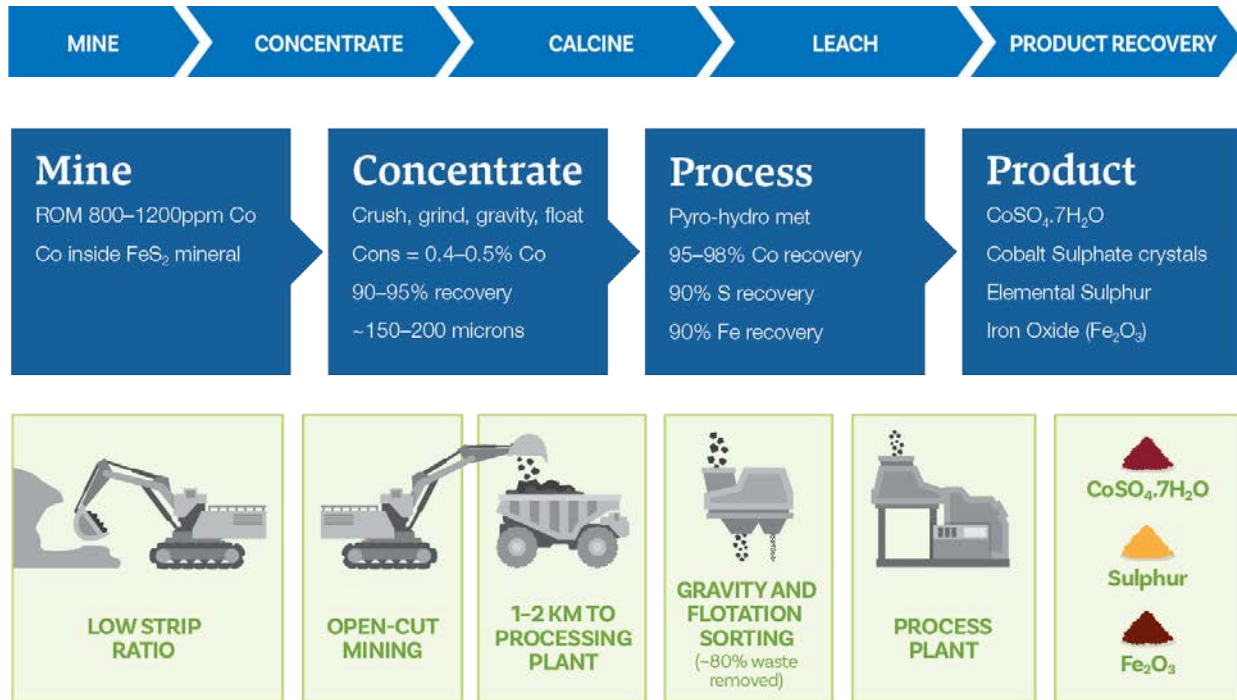 MINE
CONCENTRATE
CALCINE
LEACH
PRODUCT RECOVERY
Mine
ROM 800–1200ppm Co
Co inside FeS₂ mineral
Concentrate
Crush, grind, gravity, float
Cons = 0.4–0.5% Co
90–95% recovery
~150–200 microns
Process
Pyro-hydro met
95–98% Co recovery
90% S recovery
90% Fe recovery
Product
CoSO₄.7H₂O
Cobalt Sulphate crystals
Elemental Sulphur
Iron Oxide (Fe₂O₃)
LOW STRIP
RATIO
OPEN-CUT
MINING
1–2 KM TO
PROCESSING
PLANT
GRAVITY AND
FLOTATION
SORTING
(~80% waste
removed)
PROCESS
PLANT
CoSO₄.7H₂O
Sulphur
Fe₂O₃